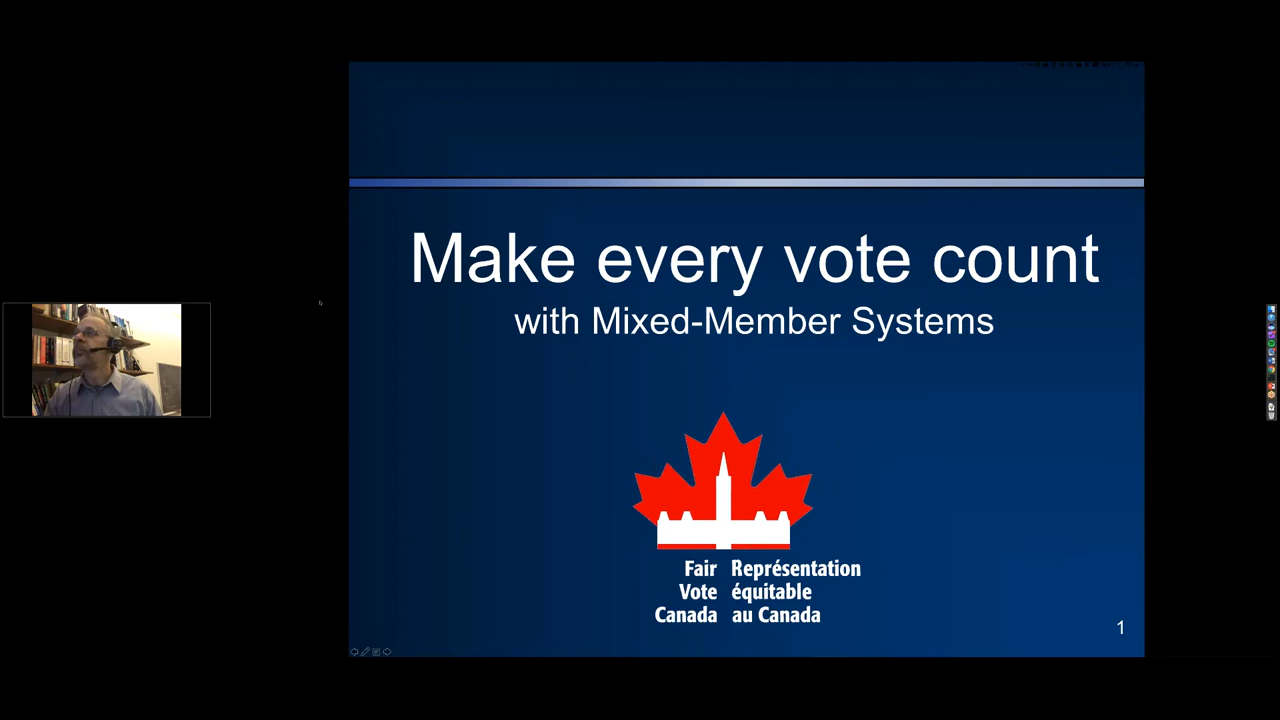 Make every vote count
with Mixed-Member Systems
Fair Représentation
Vote équitable
Canada au Canada
1